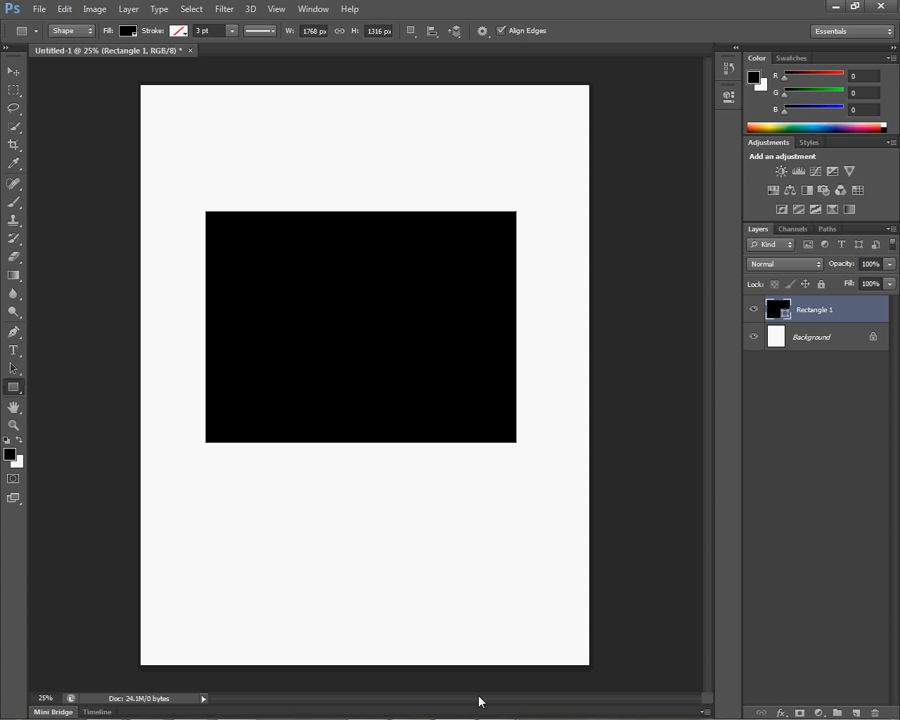 Ps File Edit Image Layer Type Select Filter 3D View Window Help
Shape Fill: Stroke: 3 pt W: 1768 px H: 1316 px Align Edges Essentials
Untitled-1 @ 25% (Rectangle 1, RGB/8) * ×
Color Swatches
R 0
G 0
B 0
Adjustments Styles
Add an adjustment
Layers Channels Paths
Kind
Normal Opacity: 100%
Lock: Fill: 100%
Rectangle 1
Background
25% Doc: 24.1M/0 bytes
Mini Bridge Timeline